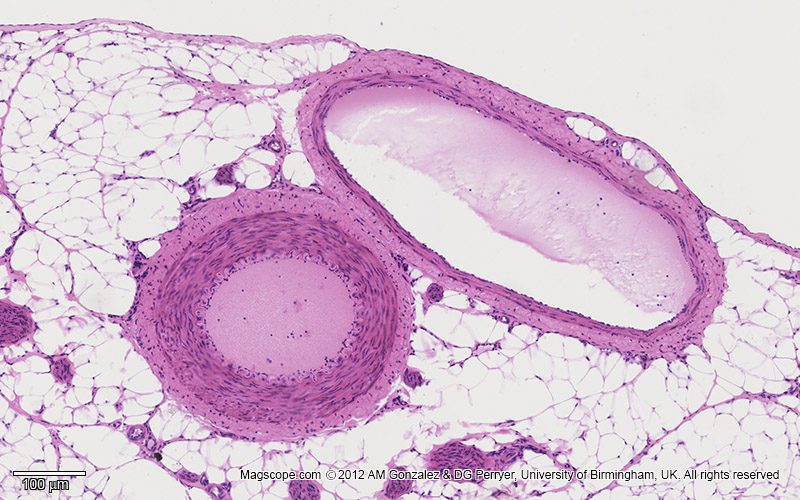 Magscope.com © 2012 AM Gonzalez & DG Perryer, University of Birmingham, UK. All rights reserved
100 µm